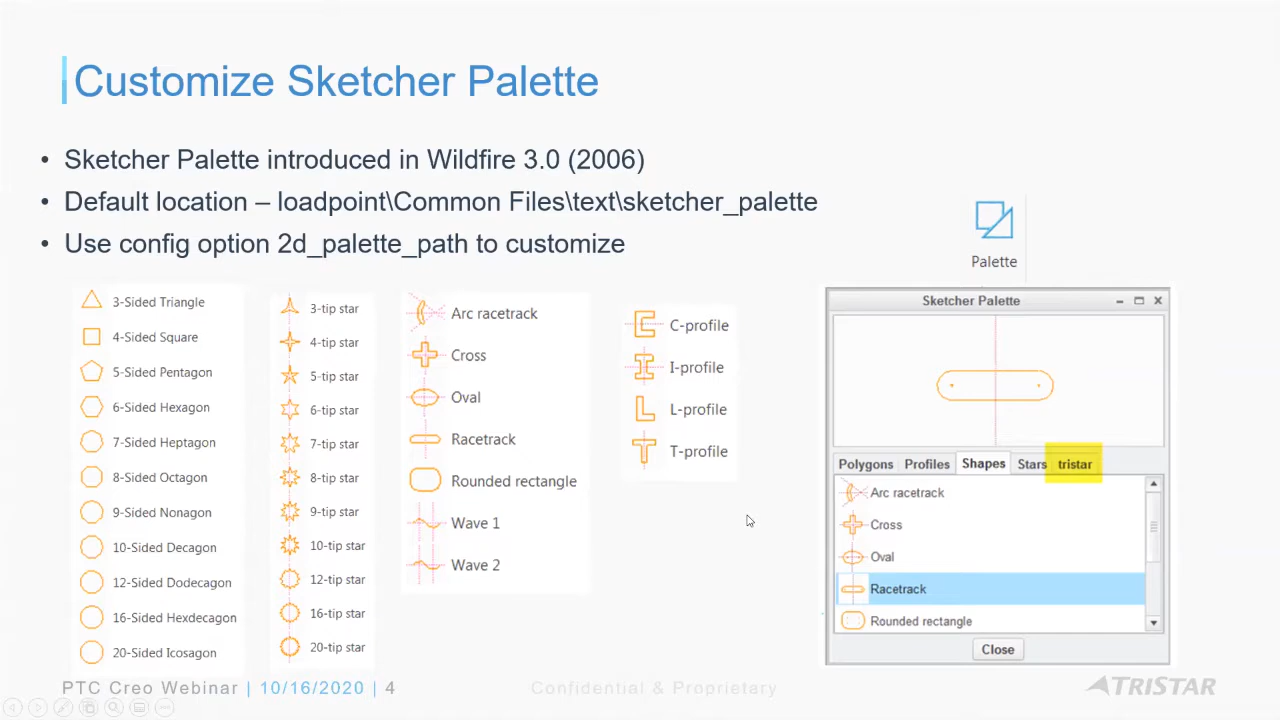 Customize Sketcher Palette
• Sketcher Palette introduced in Wildfire 3.0 (2006)
• Default location – loadpoint\Common Files\text\sketcher_palette
• Use config option 2d_palette_path to customize
3-Sided Triangle
4-Sided Square
5-Sided Pentagon
6-Sided Hexagon
7-Sided Heptagon
8-Sided Octagon
9-Sided Nonagon
10-Sided Decagon
12-Sided Dodecagon
16-Sided Hexdecagon
20-Sided Icosagon
3-tip star
4-tip star
5-tip star
6-tip star
7-tip star
8-tip star
9-tip star
10-tip star
12-tip star
16-tip star
20-tip star
Arc racetrack
Cross
Oval
Racetrack
Rounded rectangle
Wave 1
Wave 2
C-profile
I-profile
L-profile
T-profile
Palette
Sketcher Palette
Polygons Profiles Shapes Stars tristar
Arc racetrack
Cross
Oval
Racetrack
Rounded rectangle
Close
PTC Creo Webinar | 10/16/2020 | 4
Confidential & Proprietary
TRISTAR